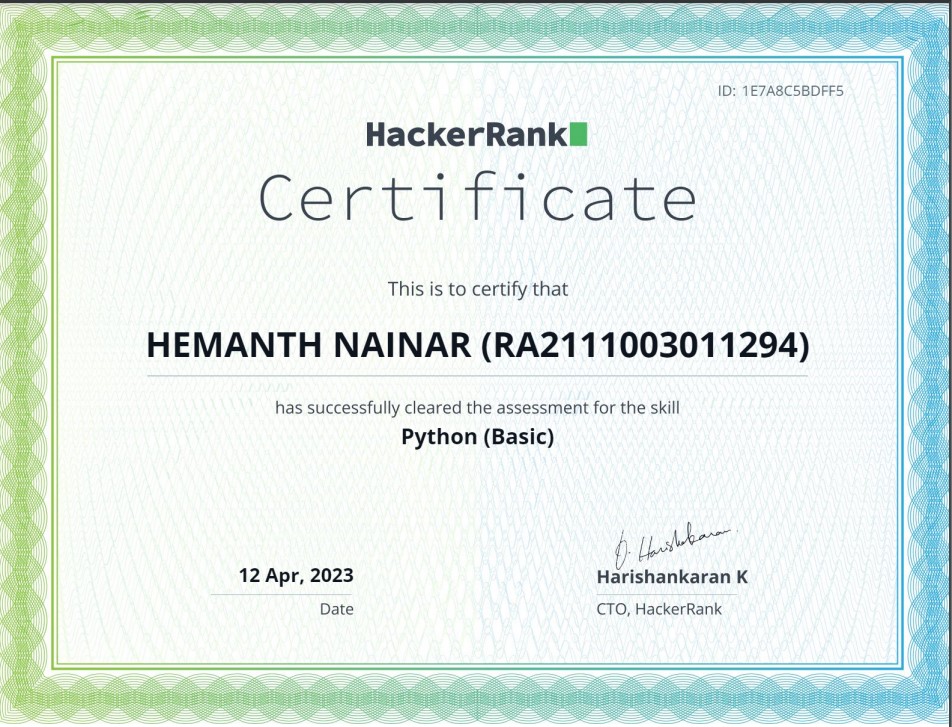 ID: 1E7A8C5BDFF5
HackerRank
Certificate
This is to certify that
HEMANTH NAINAR (RA2111003011294)
has successfully cleared the assessment for the skill
Python (Basic)
12 Apr, 2023
Date
Harishankaran K
CTO, HackerRank